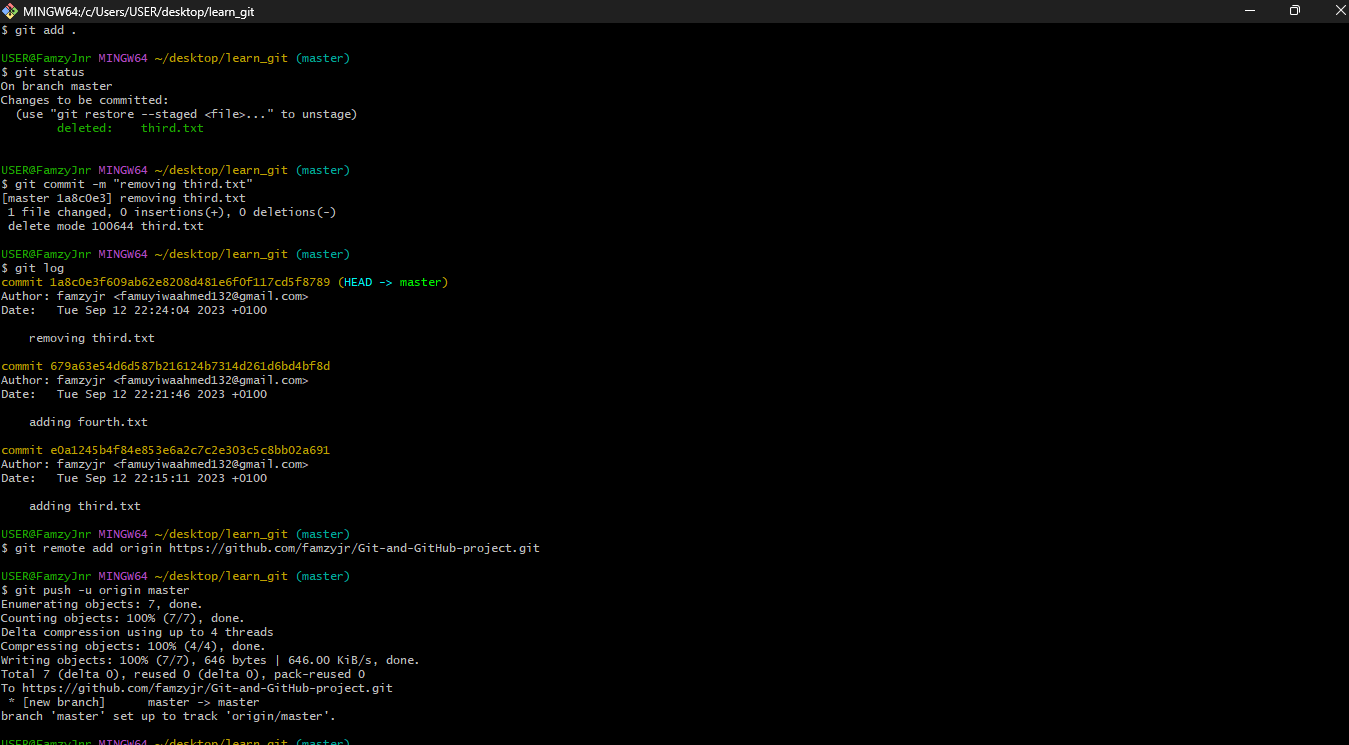 MINGW64:/c/Users/USER/desktop/learn_git
$ git add .
USER@FamzyJnr MINGW64 ~/desktop/learn_git (master)
$ git status
On branch master
Changes to be committed:
  (use "git restore --staged <file>..." to unstage)
        deleted:    third.txt
USER@FamzyJnr MINGW64 ~/desktop/learn_git (master)
$ git commit -m "removing third.txt"
[master 1a8c0e3] removing third.txt
 1 file changed, 0 insertions(+), 0 deletions(-)
 delete mode 100644 third.txt
USER@FamzyJnr MINGW64 ~/desktop/learn_git (master)
$ git log
commit 1a8c0e3f609ab62e8208d481e6f0f117cd5f8789 (HEAD -> master)
Author: famzyjr <famuyiwaahmed132@gmail.com>
Date:   Tue Sep 12 22:24:04 2023 +0100
    removing third.txt
commit 679a63e54d6d587b216124b7314d261d6bd4bf8d
Author: famzyjr <famuyiwaahmed132@gmail.com>
Date:   Tue Sep 12 22:21:46 2023 +0100
    adding fourth.txt
commit e0a1245b4f84e853e6a2c7c2e303c5c8bb02a691
Author: famzyjr <famuyiwaahmed132@gmail.com>
Date:   Tue Sep 12 22:15:11 2023 +0100
    adding third.txt
USER@FamzyJnr MINGW64 ~/desktop/learn_git (master)
$ git remote add origin https://github.com/famzyjr/Git-and-GitHub-project.git
USER@FamzyJnr MINGW64 ~/desktop/learn_git (master)
$ git push -u origin master
Enumerating objects: 7, done.
Counting objects: 100% (7/7), done.
Delta compression using up to 4 threads
Compressing objects: 100% (4/4), done.
Writing objects: 100% (7/7), 646 bytes | 646.00 KiB/s, done.
Total 7 (delta 0), reused 0 (delta 0), pack-reused 0
To https://github.com/famzyjr/Git-and-GitHub-project.git
 * [new branch]      master -> master
branch 'master' set up to track 'origin/master'.
USER@FamzyJnr MINGW64 ~/desktop/learn_git (master)